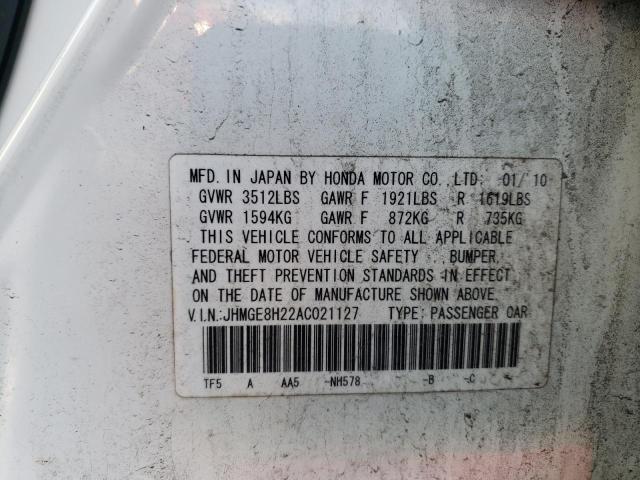 MFD. IN JAPAN BY HONDA MOTOR CO.,LTD: 01/ 10
GVWR 3512LBS GAWR F 1921LBS R 1619LBS
GVWR 1594KG GAWR F 872KG R 735KG
THIS VEHICLE CONFORMS TO ALL APPLICABLE
FEDERAL MOTOR VEHICLE SAFETY , BUMPER,
AND THEFT PREVENTION STANDARDS IN EFFECT
ON THE DATE OF MANUFACTURE SHOWN ABOVE.
V.I.N.:JHMGE8H22AC021127 TYPE: PASSENGER CAR
TF5 A AA5 -NH578 -B -C